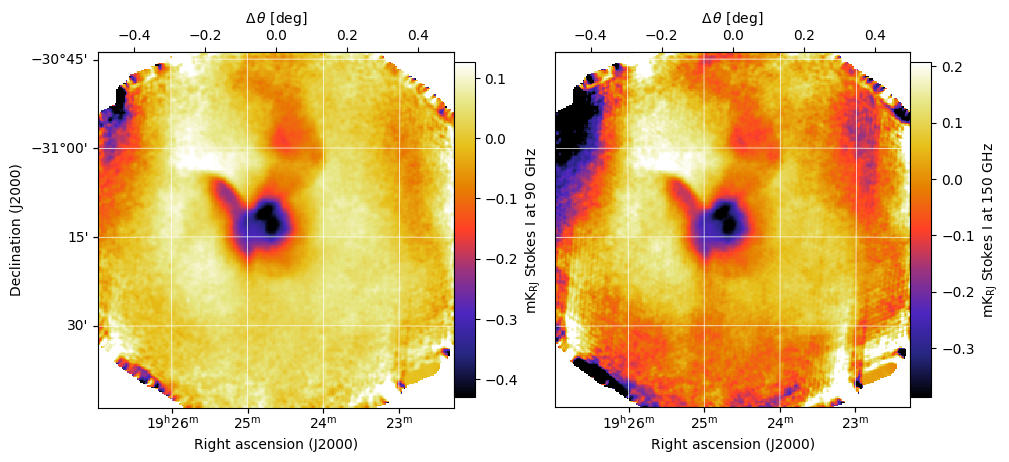 Δ θ [deg]
−0.4 −0.2 0.0 0.2 0.4
−30°45'
−31°00'
15'
30'
Declination (J2000)
19ʰ26ᵐ 25ᵐ 24ᵐ 23ᵐ
Right ascension (J2000)
0.1
0.0
−0.1
−0.2
−0.3
−0.4
mK_RJ Stokes I at 90 GHz
Δ θ [deg]
−0.4 −0.2 0.0 0.2 0.4
19ʰ26ᵐ 25ᵐ 24ᵐ 23ᵐ
Right ascension (J2000)
0.2
0.1
0.0
−0.1
−0.2
−0.3
mK_RJ Stokes I at 150 GHz